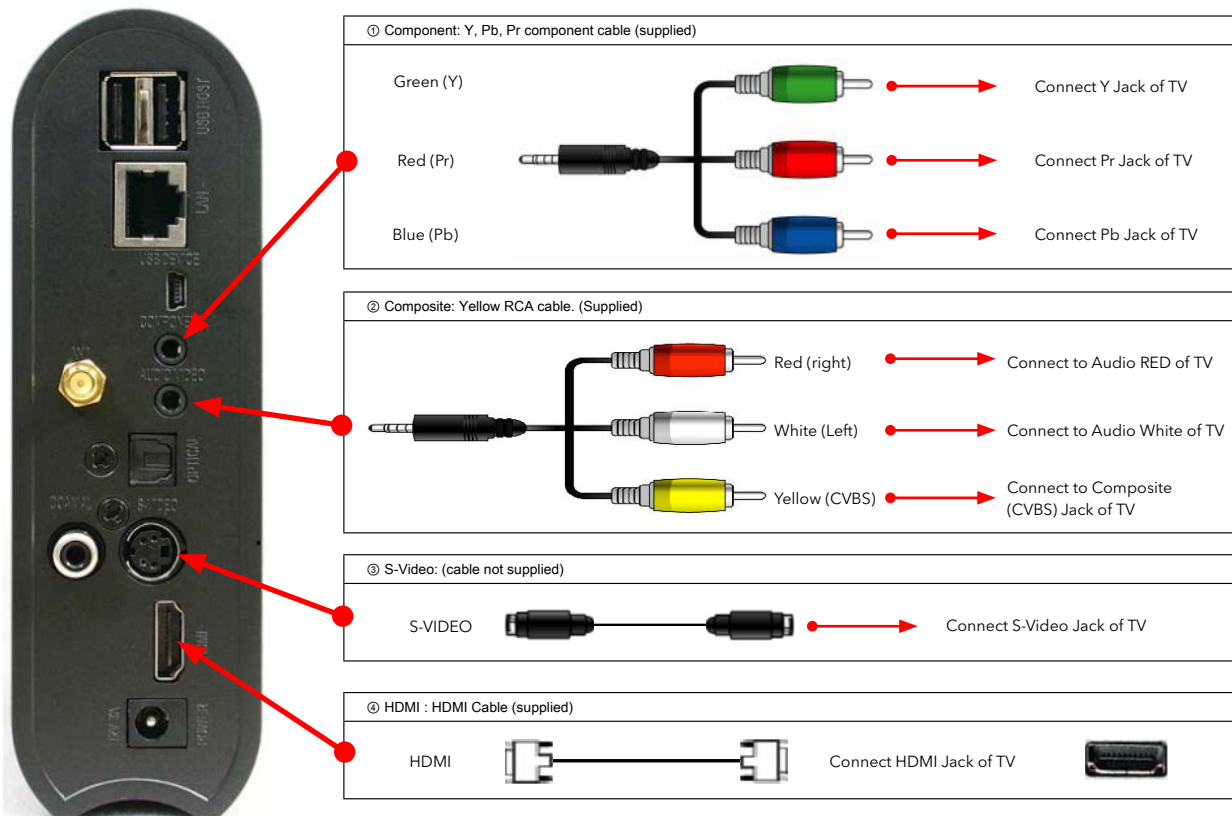 ① Component: Y, Pb, Pr component cable (supplied)
Green (Y)
Connect Y Jack of TV
Red (Pr)
Connect Pr Jack of TV
Blue (Pb)
Connect Pb Jack of TV
② Composite: Yellow RCA cable. (Supplied)
Red (right)
Connect to Audio RED of TV
White (Left)
Connect to Audio White of TV
Yellow (CVBS)
Connect to Composite
(CVBS) Jack of TV
③ S-Video: (cable not supplied)
S-VIDEO
Connect S-Video Jack of TV
④ HDMI : HDMI Cable (supplied)
HDMI
Connect HDMI Jack of TV
USB HOST
LAN
USB DEVICE
COMPONENT
ANT
AUDIO VIDEO
OPTICAL
COAXIAL
S-VIDEO
HDMI
POWER